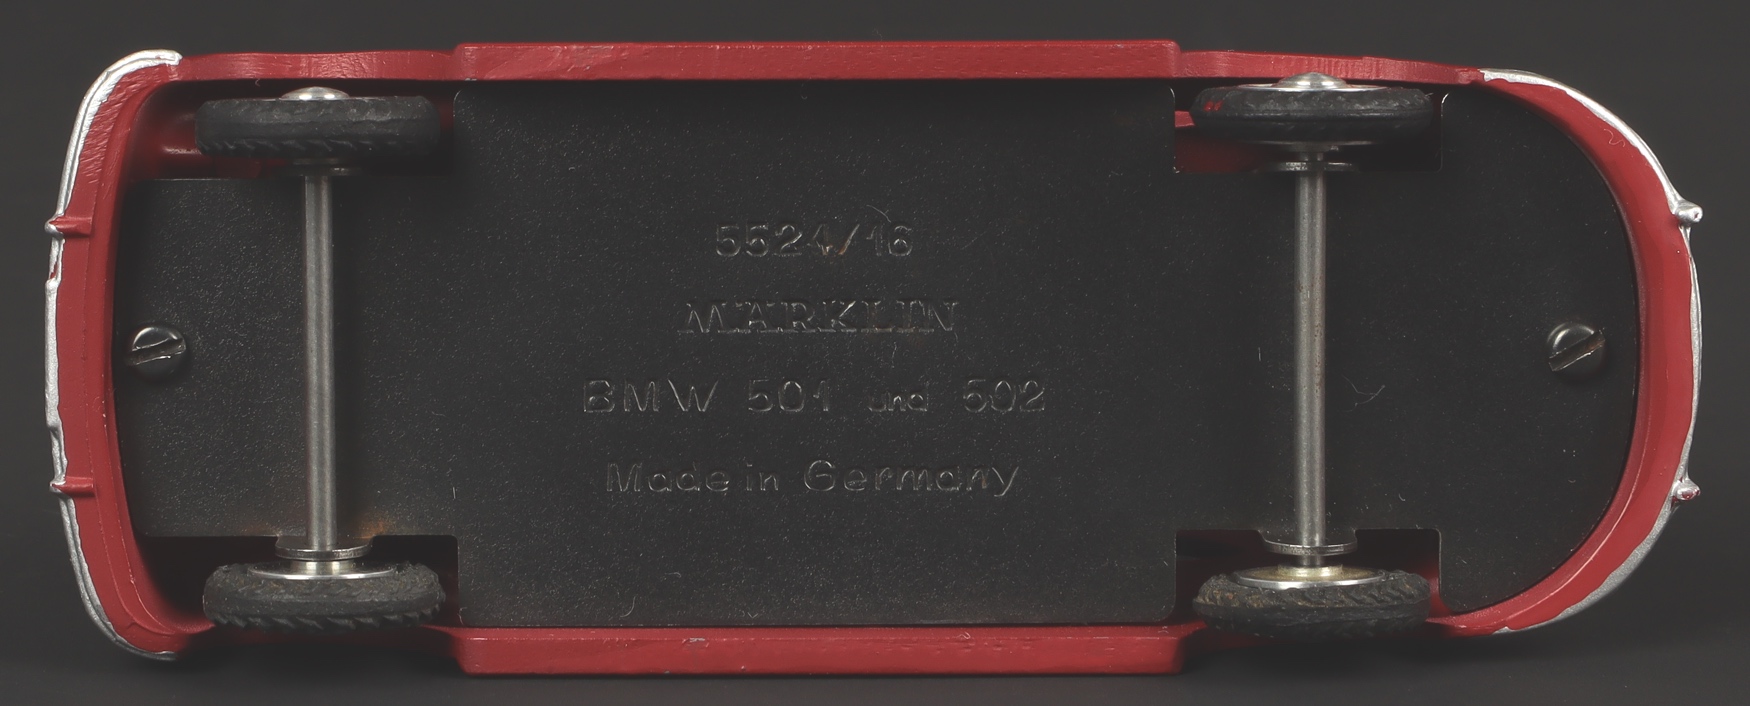 5524/16
MÄRKLIN
BMW 501 und 502
Made in Germany